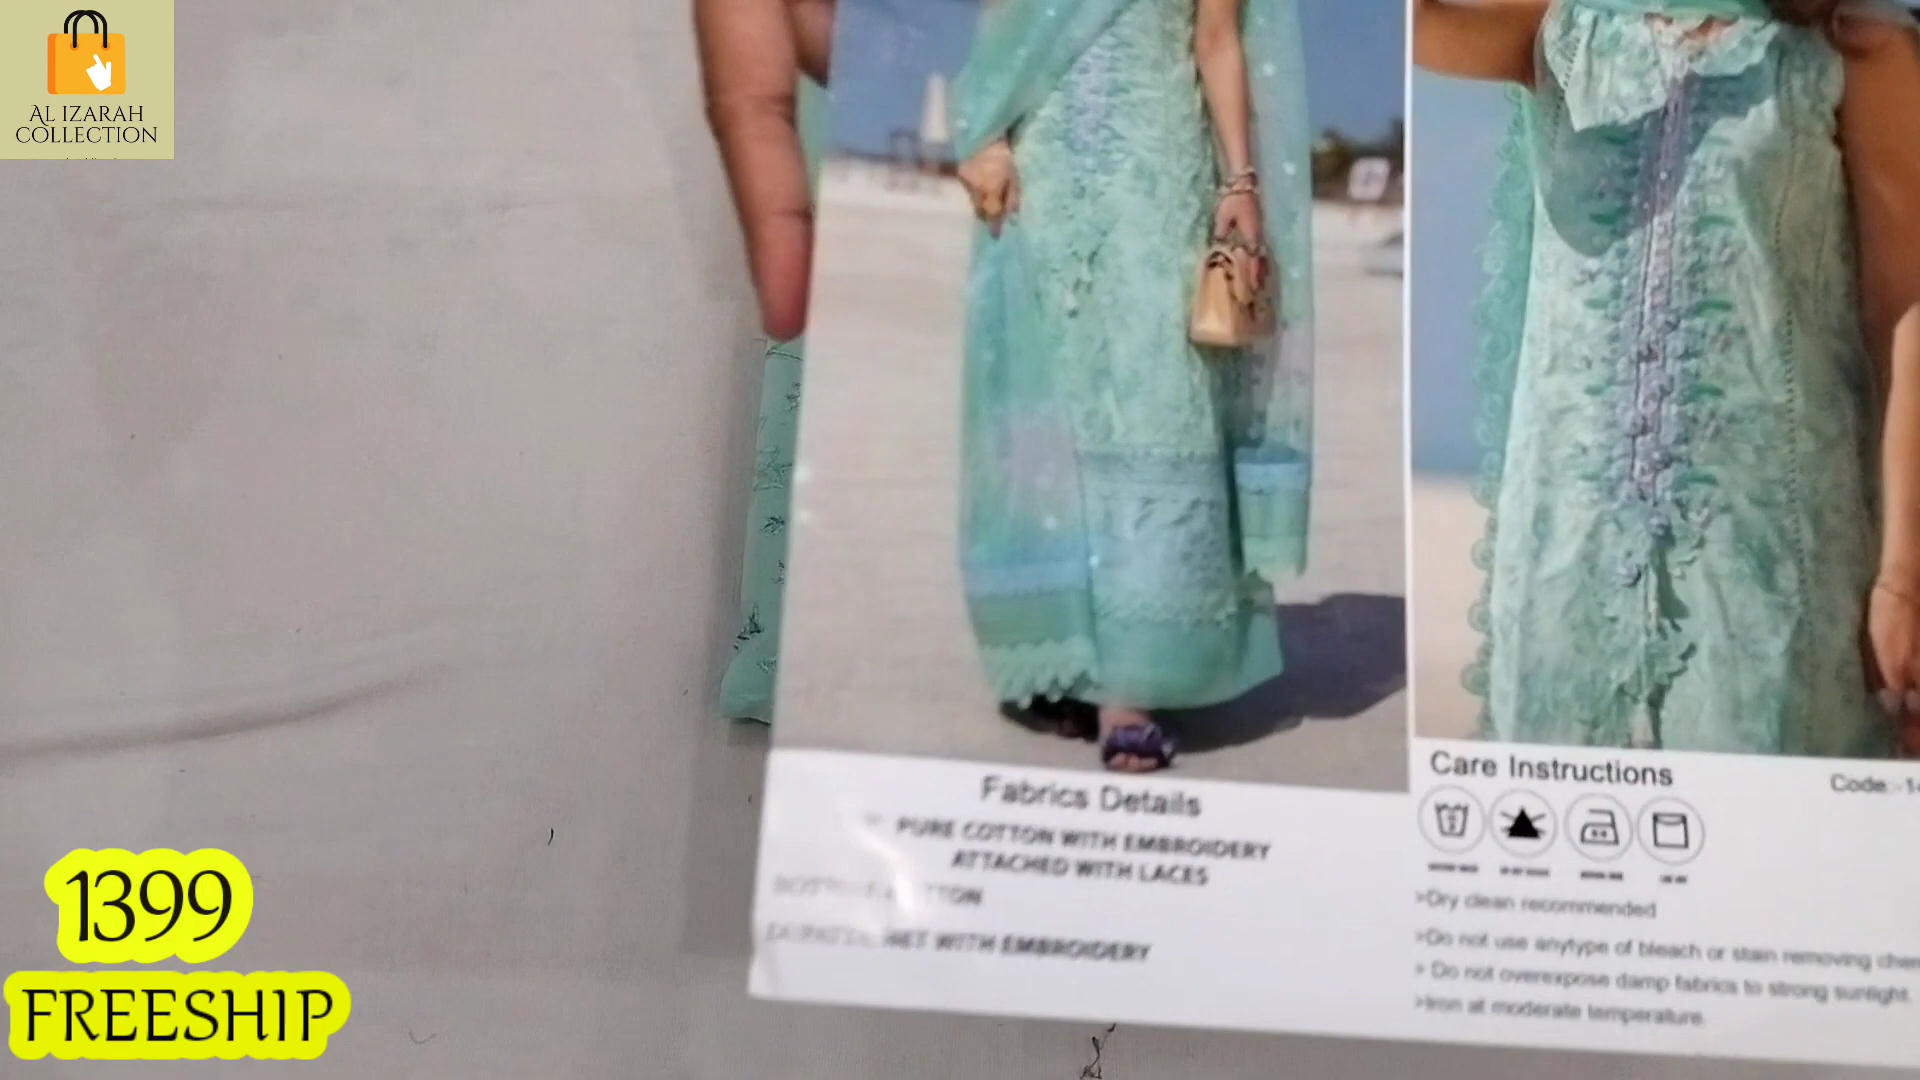 AL IZARAH
COLLECTION
Fabrics Details
PURE COTTON WITH EMBROIDERY
ATTACHED WITH LACES
WITH EMBROIDERY
Care Instructions
Code:-14
>Dry clean recommended
>Do not use anytype of bleach or stain removing chem
> Do not overexpose damp fabrics to strong sunlight.
>Iron at moderate temperature.
1399
FREESHIP